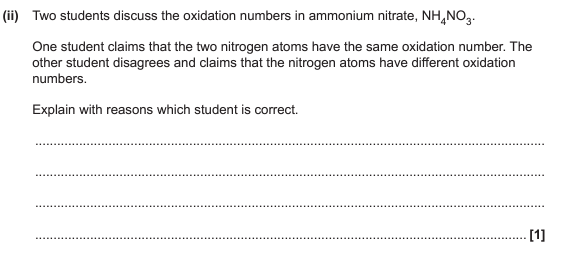 (ii) Two students discuss the oxidation numbers in ammonium nitrate, NH₄NO₃.
One student claims that the two nitrogen atoms have the same oxidation number. The
other student disagrees and claims that the nitrogen atoms have different oxidation
numbers.
Explain with reasons which student is correct.
..........................................................................................
..........................................................................................
..........................................................................................
.......................................................................................... [1]